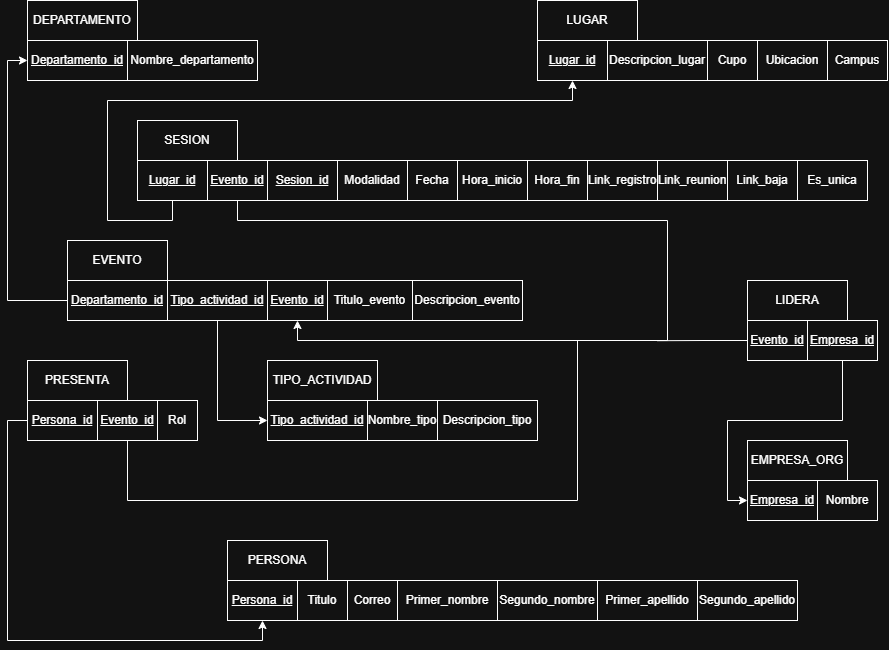 DEPARTAMENTO
Departamento_id Nombre_departamento
LUGAR
Lugar_id Descripcion_lugar Cupo Ubicacion Campus
SESION
Lugar_id Evento_id Sesion_id Modalidad Fecha Hora_inicio Hora_fin Link_registro Link_reunion Link_baja Es_unica
EVENTO
Departamento_id Tipo_actividad_id Evento_id Titulo_evento Descripcion_evento
LIDERA
Evento_id Empresa_id
PRESENTA
Persona_id Evento_id Rol
TIPO_ACTIVIDAD
Tipo_actividad_id Nombre_tipo Descripcion_tipo
EMPRESA_ORG
Empresa_id Nombre
PERSONA
Persona_id Titulo Correo Primer_nombre Segundo_nombre Primer_apellido Segundo_apellido